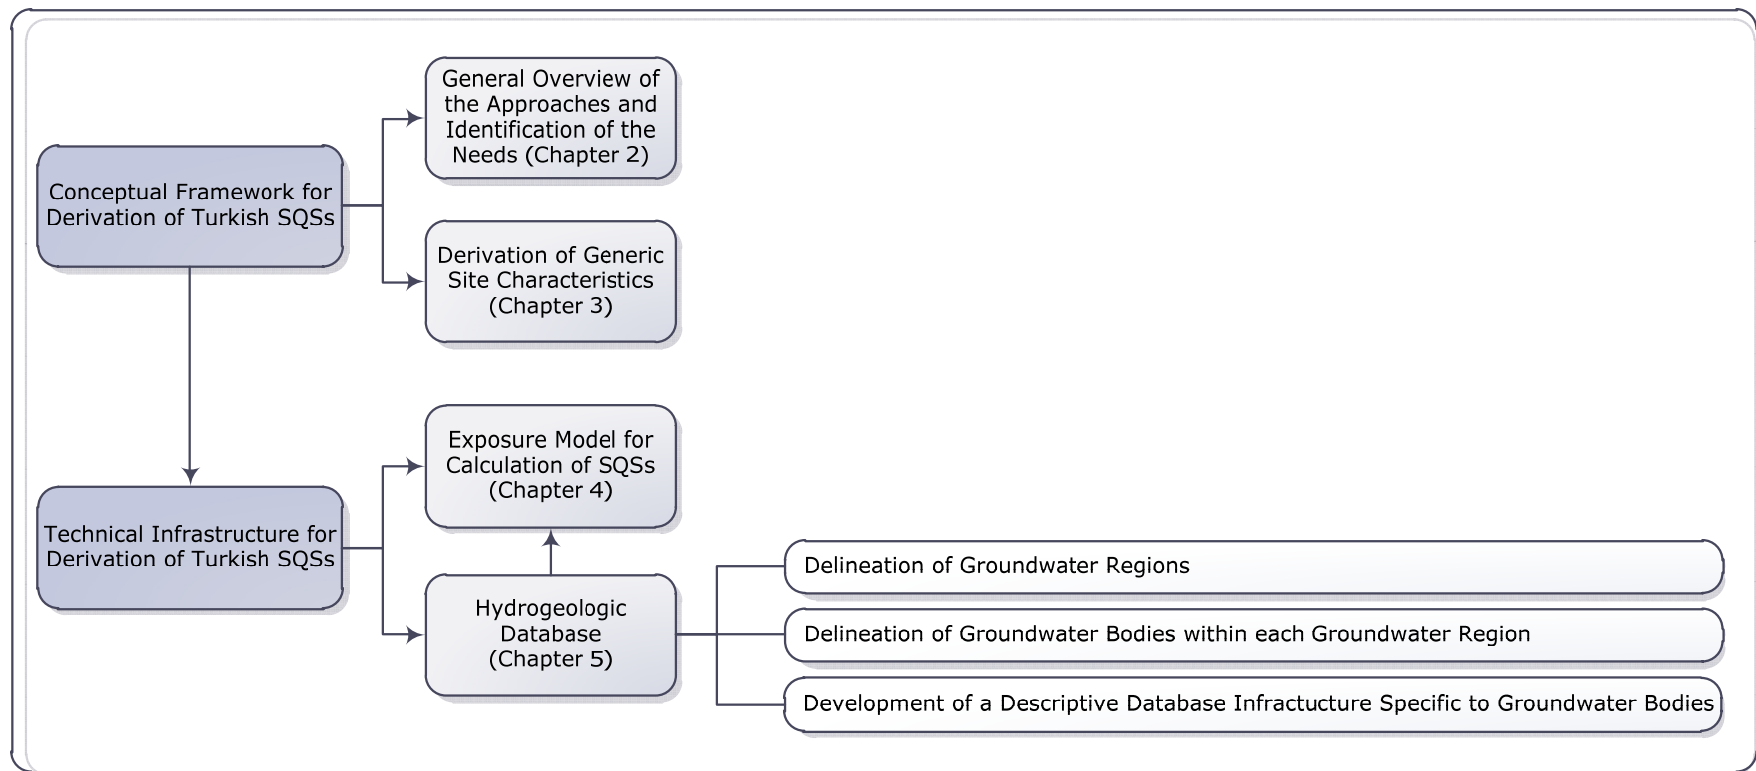 General Overview of
the Approaches and
Identification of the
Needs (Chapter 2)
Conceptual Framework for
Derivation of Turkish SQSs
Derivation of Generic
Site Characteristics
(Chapter 3)
Exposure Model for
Calculation of SQSs
(Chapter 4)
Technical Infrastructure for
Derivation of Turkish SQSs
Hydrogeologic
Database
(Chapter 5)
Delineation of Groundwater Regions
Delineation of Groundwater Bodies within each Groundwater Region
Development of a Descriptive Database Infractucture Specific to Groundwater Bodies